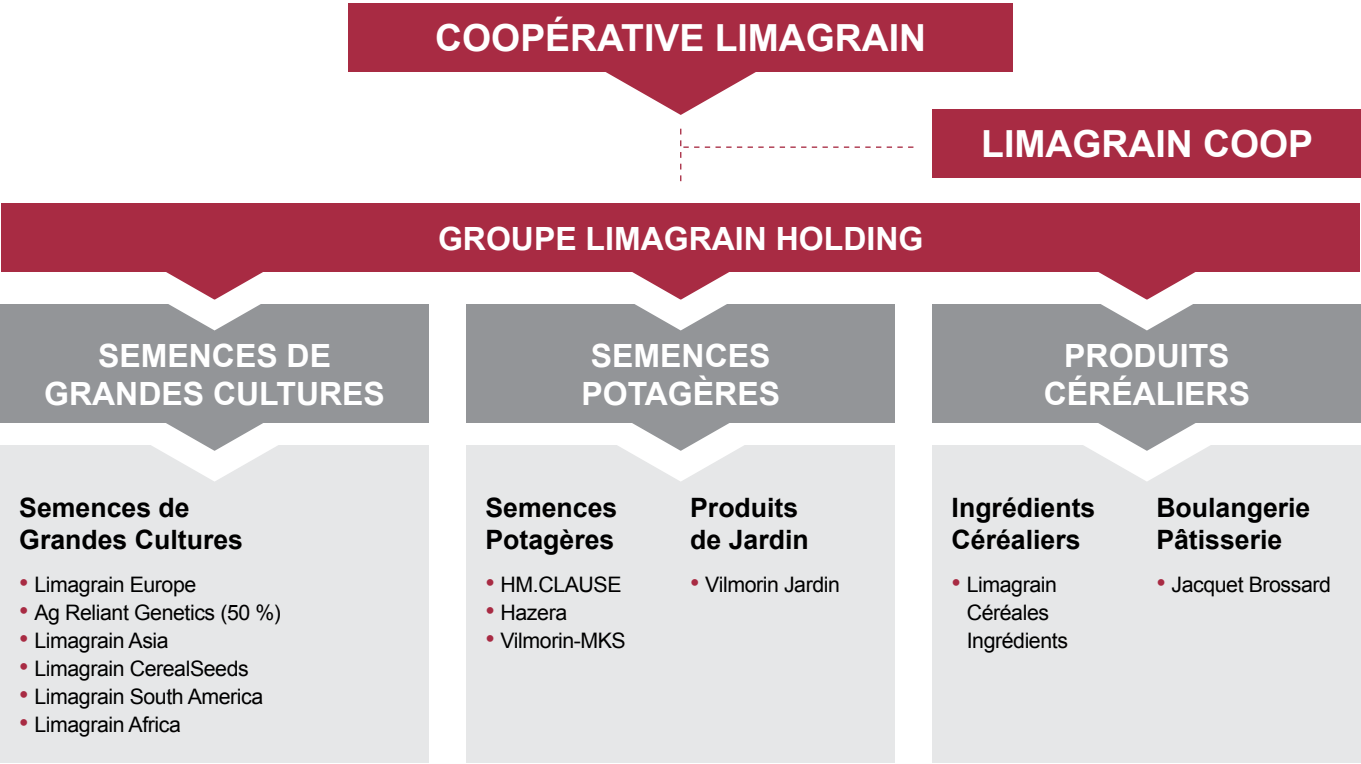 COOPÉRATIVE LIMAGRAIN
LIMAGRAIN COOP
GROUPE LIMAGRAIN HOLDING
SEMENCES DE
GRANDES CULTURES
Semences de
Grandes Cultures
• Limagrain Europe
• Ag Reliant Genetics (50 %)
• Limagrain Asia
• Limagrain CerealSeeds
• Limagrain South America
• Limagrain Africa
SEMENCES
POTAGÈRES
Semences
Potagères
• HM.CLAUSE
• Hazera
• Vilmorin-MKS
Produits
de Jardin
• Vilmorin Jardin
PRODUITS
CÉRÉALIERS
Ingrédients
Céréaliers
• Limagrain
Céréales
Ingrédients
Boulangerie
Pâtisserie
• Jacquet Brossard